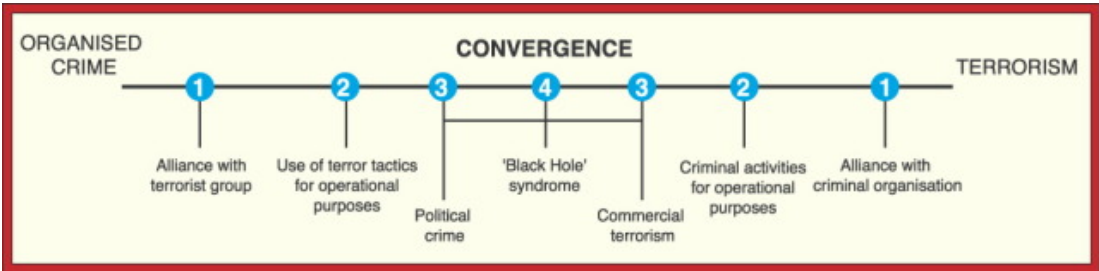 ORGANISED
CRIME
CONVERGENCE
TERRORISM
1
2
3
4
3
2
1
Alliance with
terrorist group
Use of terror tactics
for operational
purposes
Political
crime
'Black Hole'
syndrome
Commercial
terrorism
Criminal activities
for operational
purposes
Alliance with
criminal organisation